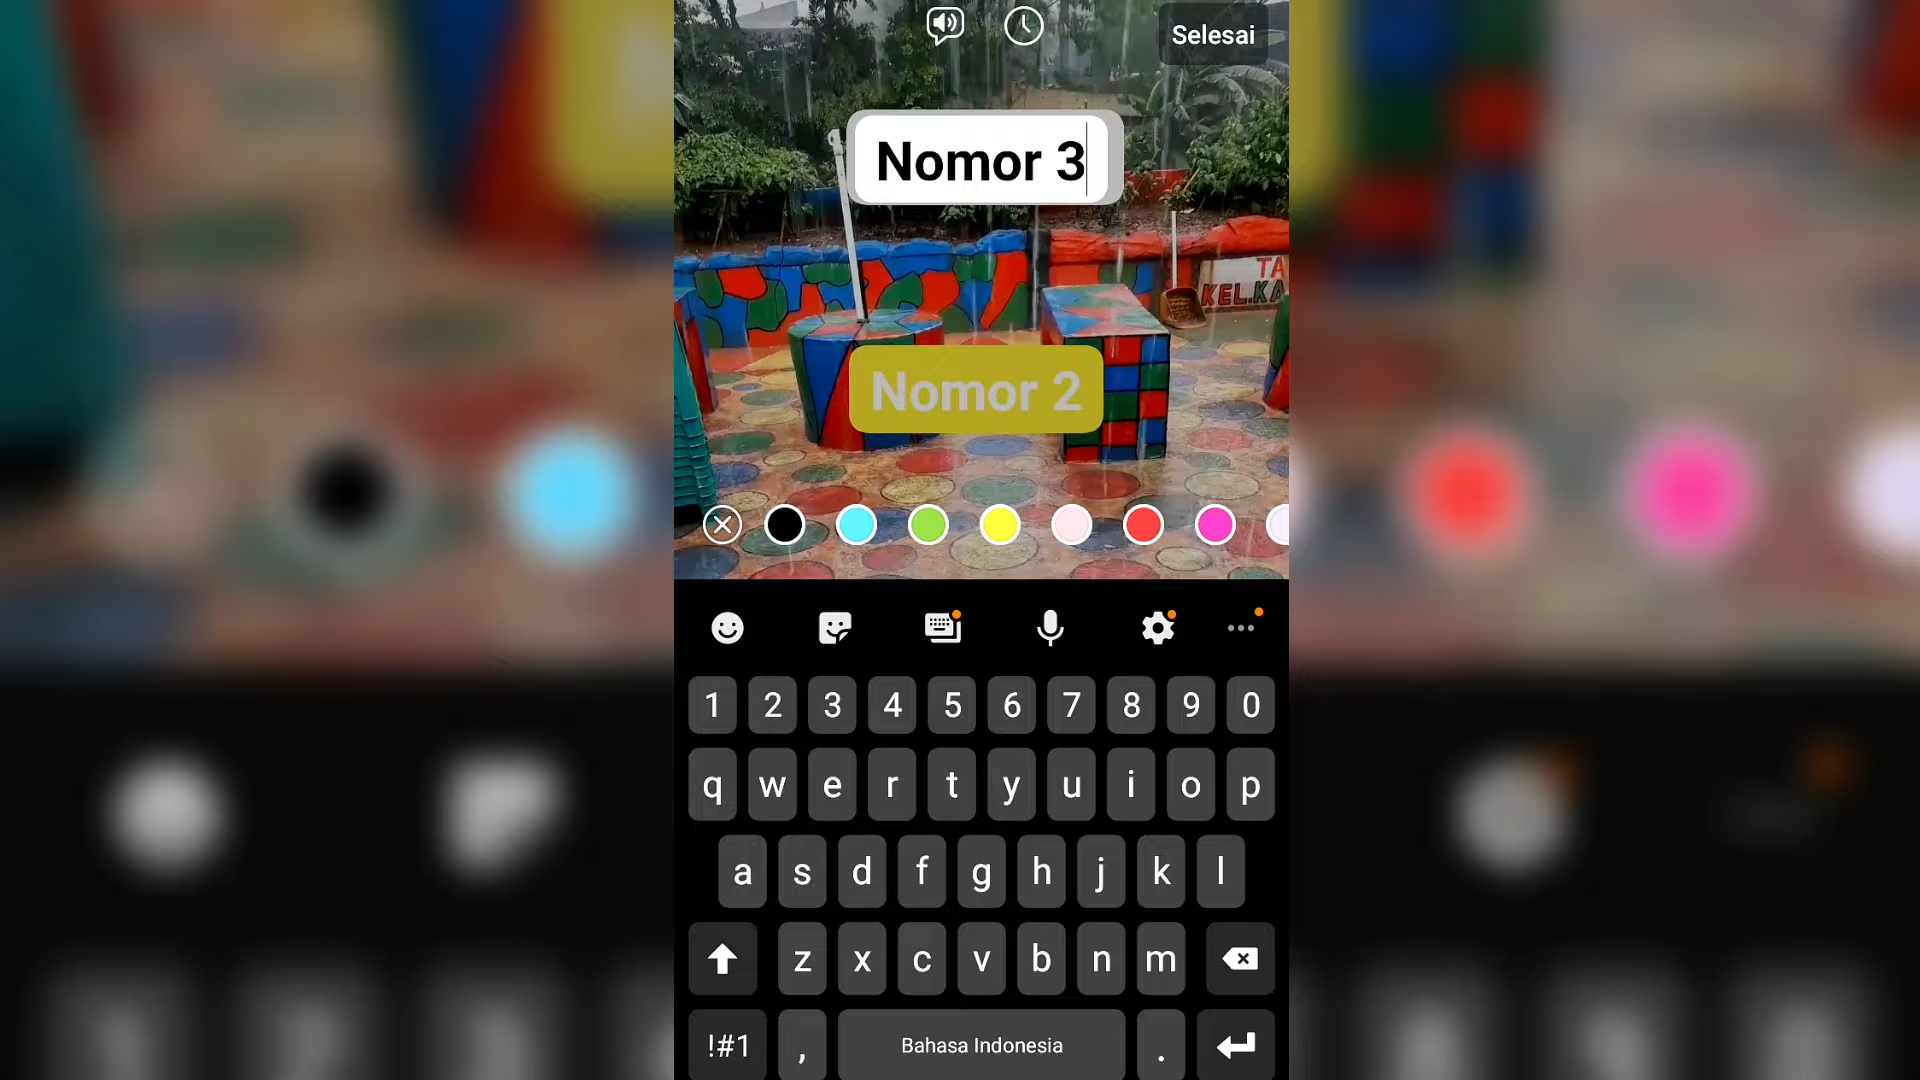 Selesai
Nomor 3
TA
KEL.KA
Nomor 2
1 2 3 4 5 6 7 8 9 0
q w e r t y u i o p
a s d f g h j k l
z x c v b n m
!#1 , Bahasa Indonesia .